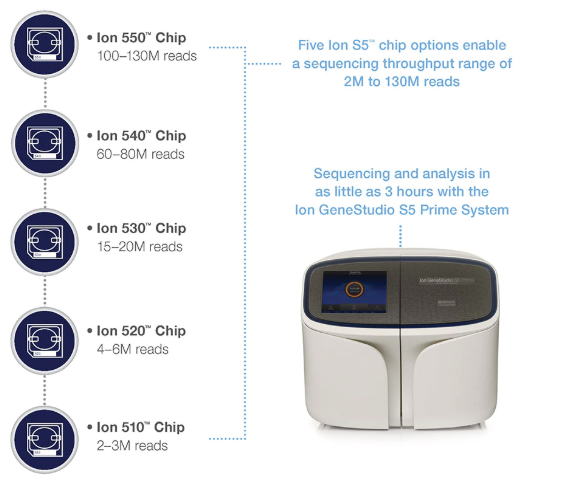 • Ion 550™ Chip
100–130M reads
• Ion 540™ Chip
60–80M reads
• Ion 530™ Chip
15–20M reads
• Ion 520™ Chip
4–6M reads
• Ion 510™ Chip
2–3M reads
Five Ion S5™ chip options enable
a sequencing throughput range of
2M to 130M reads
Sequencing and analysis in
as little as 3 hours with the
Ion GeneStudio S5 Prime System
Ion GeneStudio